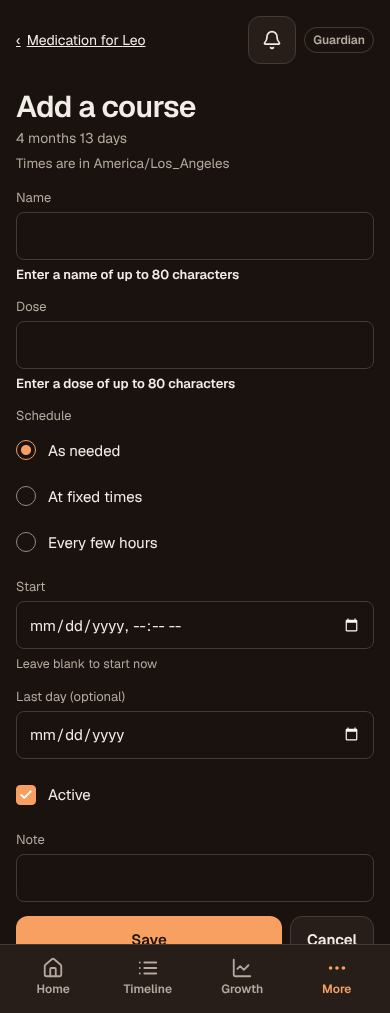 ‹ Medication for Leo
Guardian
Add a course
4 months 13 days
Times are in America/Los_Angeles
Name
Enter a name of up to 80 characters
Dose
Enter a dose of up to 80 characters
Schedule
As needed
At fixed times
Every few hours
Start
mm/dd/yyyy, --:-- --
Leave blank to start now
Last day (optional)
mm/dd/yyyy
Active
Note
Save Cancel
Home Timeline Growth More